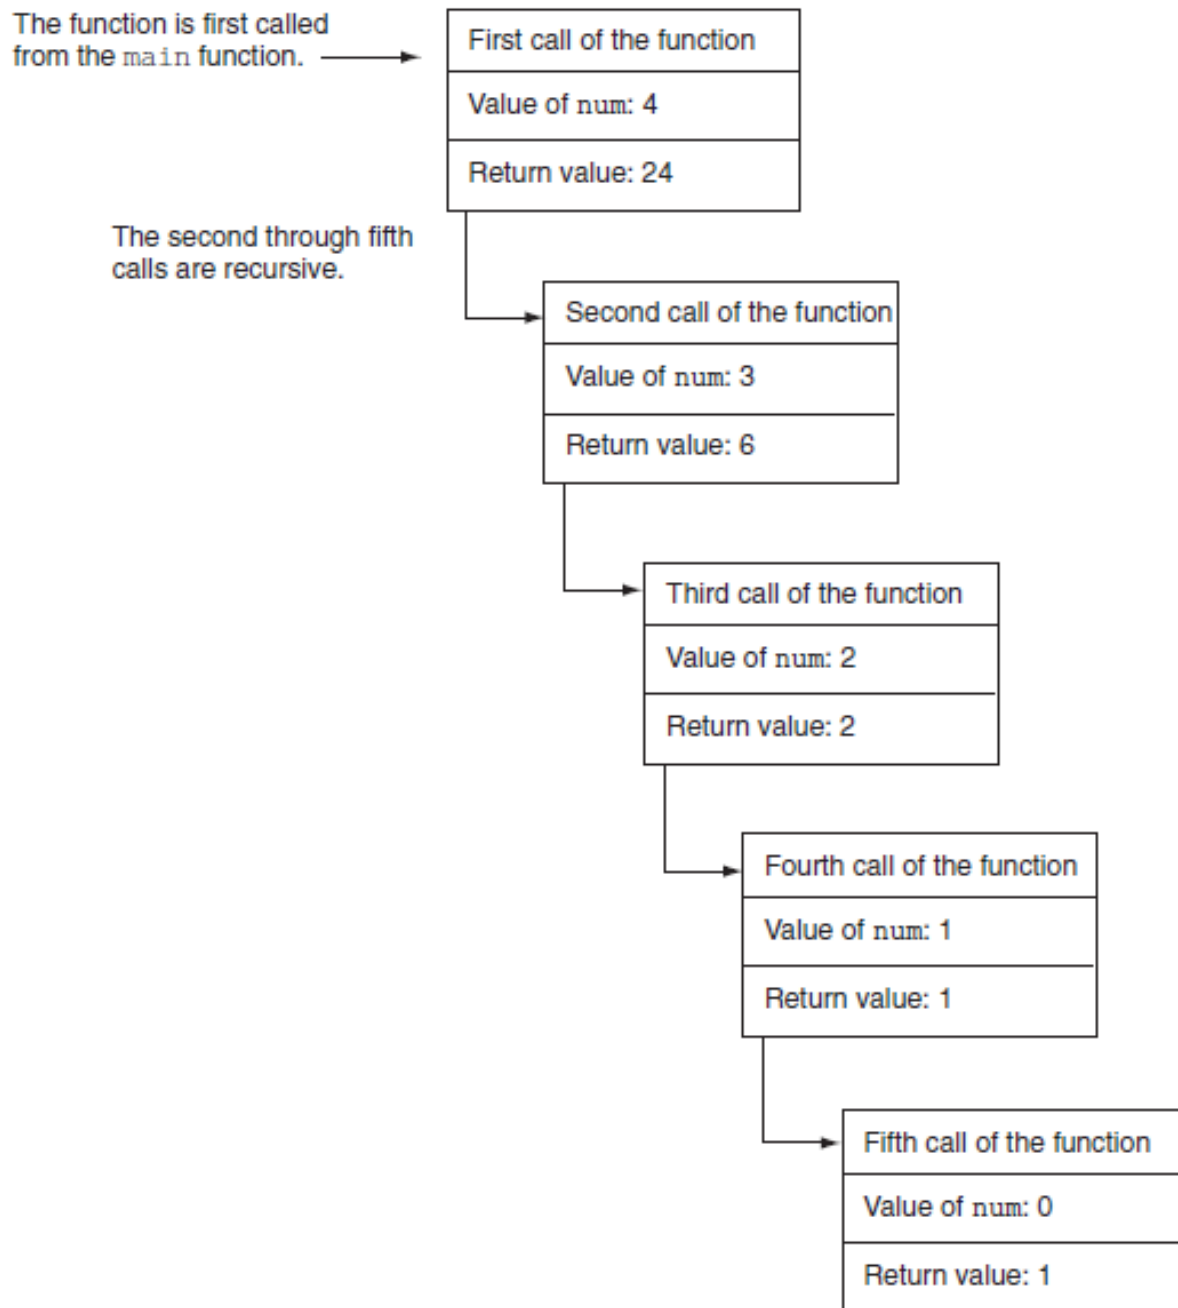 The function is first called
from the main function.
First call of the function
Value of num: 4
Return value: 24
The second through fifth
calls are recursive.
Second call of the function
Value of num: 3
Return value: 6
Third call of the function
Value of num: 2
Return value: 2
Fourth call of the function
Value of num: 1
Return value: 1
Fifth call of the function
Value of num: 0
Return value: 1